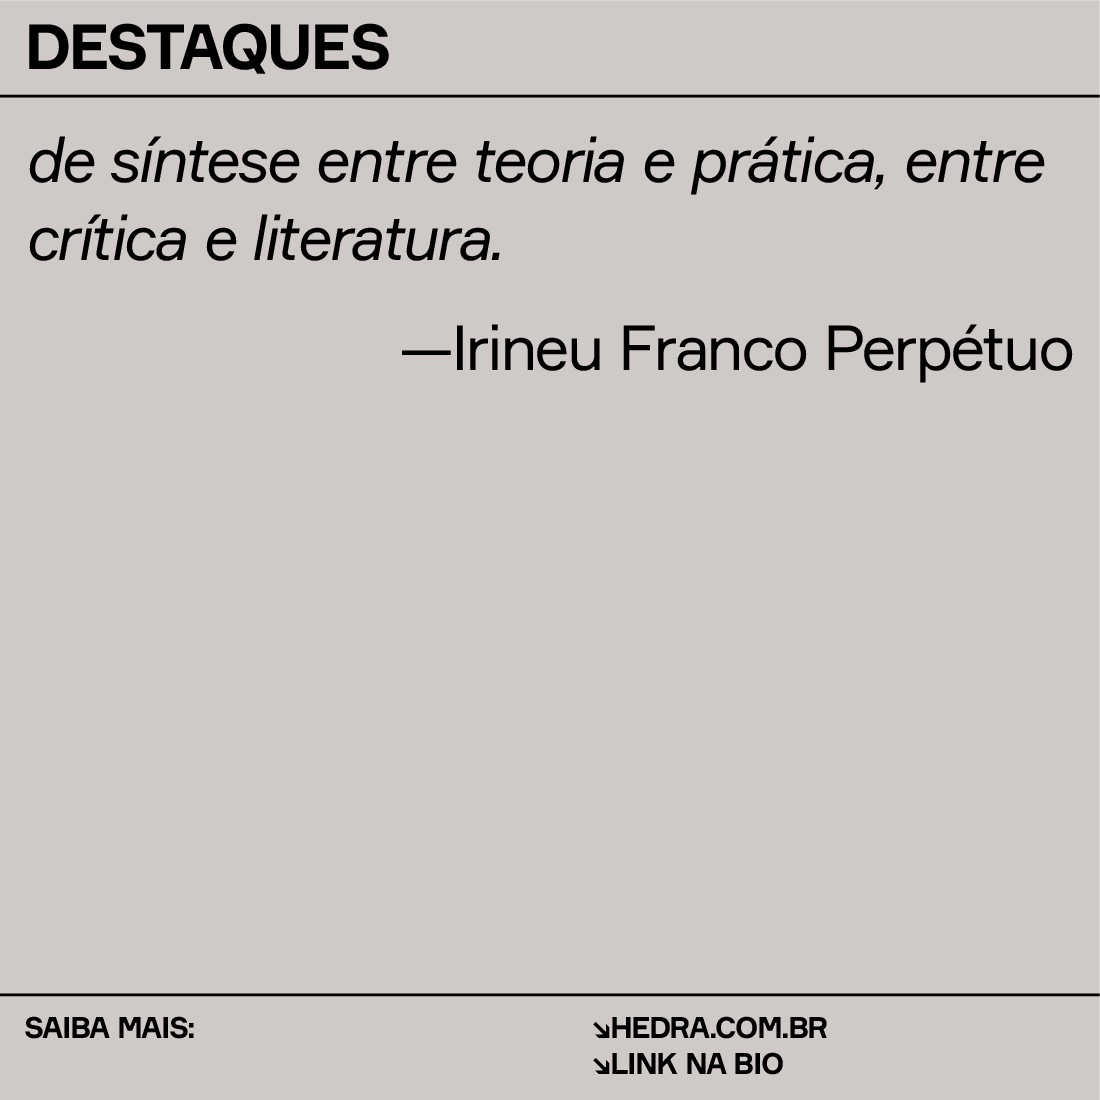 DESTAQUES
de síntese entre teoria e prática, entre
crítica e literatura.
—Irineu Franco Perpétuo
SAIBA MAIS:
↘HEDRA.COM.BR
↘LINK NA BIO